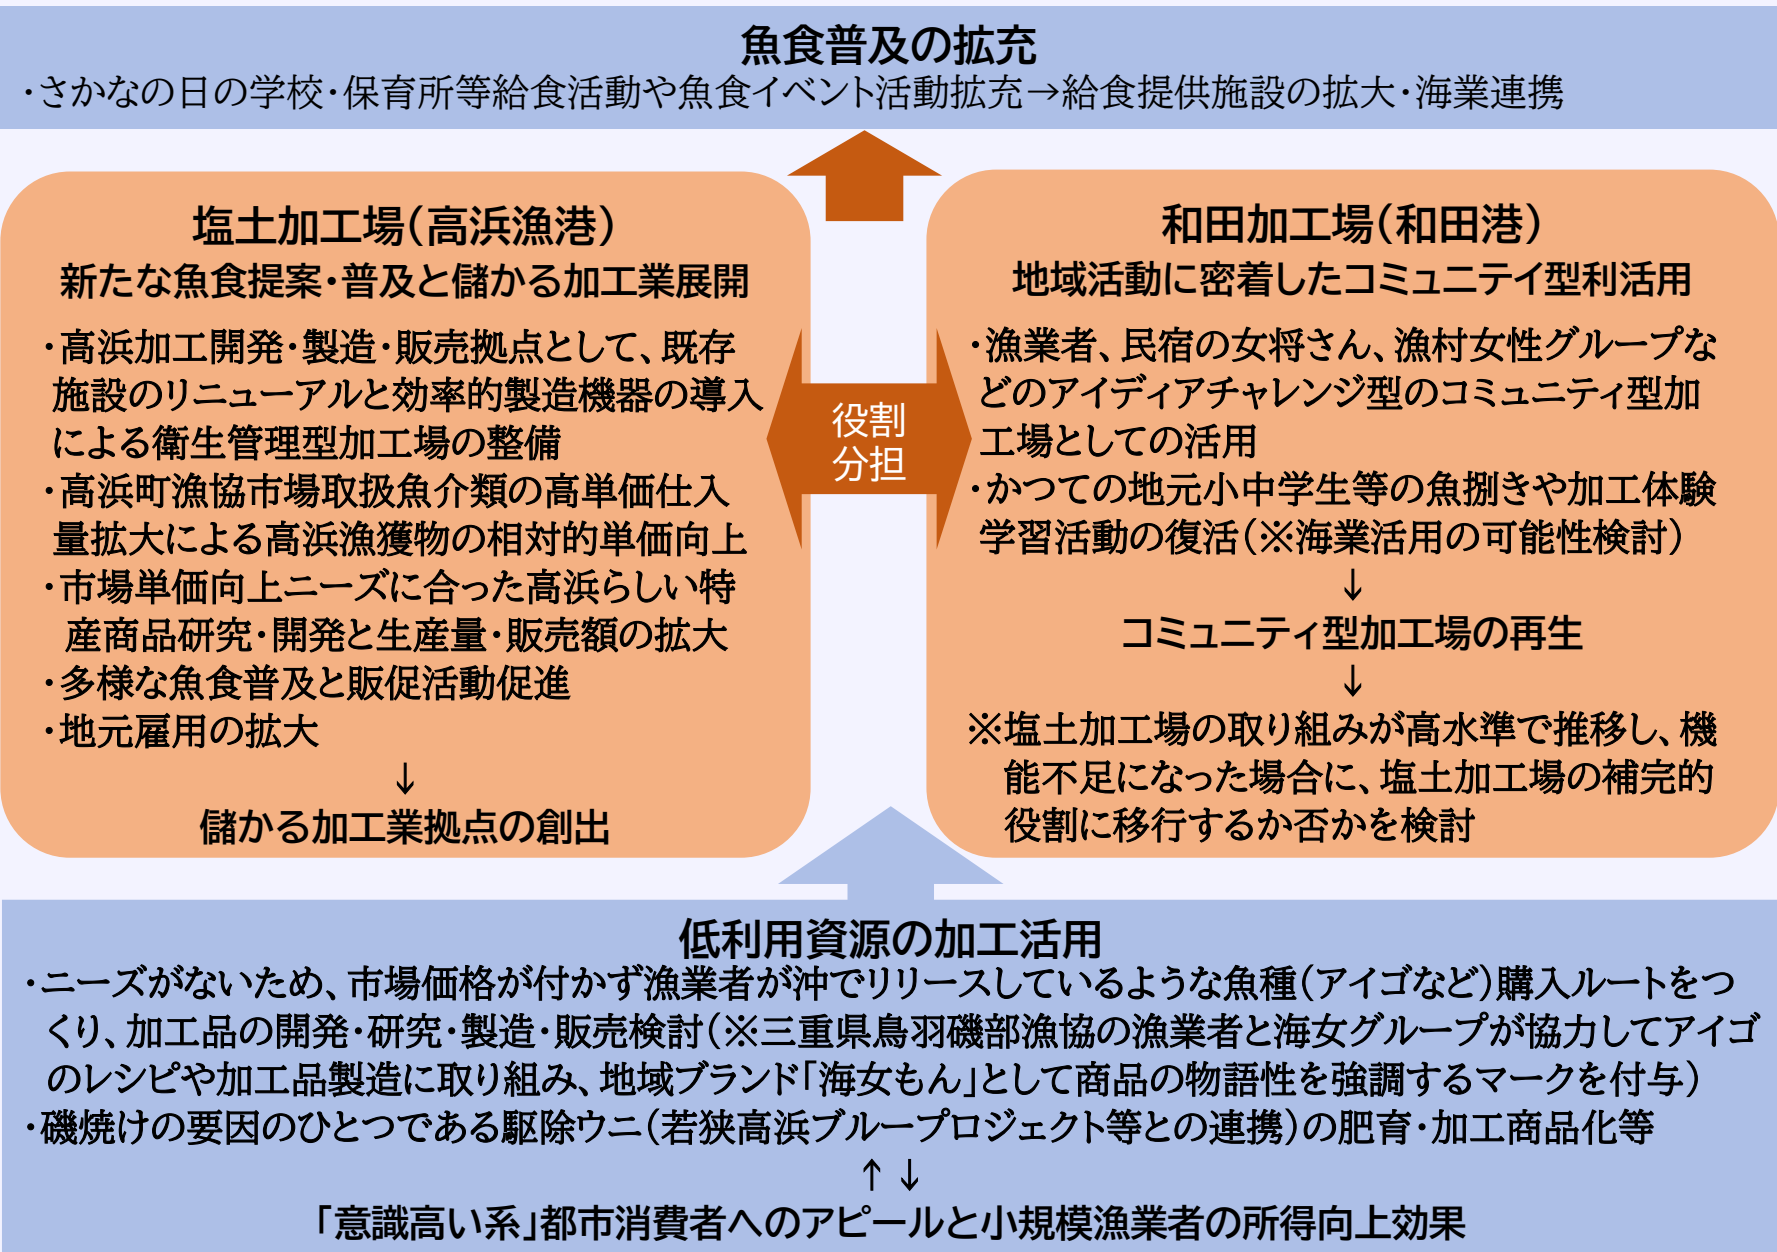 魚食普及の拡充
・さかなの日の学校・保育所等給食活動や魚食イベント活動拡充→給食提供施設の拡大・海業連携
塩土加工場(高浜漁港)
新たな魚食提案・普及と儲かる加工業展開
・高浜加工開発・製造・販売拠点として、既存
施設のリニューアルと効率的製造機器の導入
による衛生管理型加工場の整備
・高浜町漁協市場取扱魚介類の高単価仕入
量拡大による高浜漁獲物の相対的単価向上
・市場単価向上ニーズに合った高浜らしい特
産商品研究・開発と生産量・販売額の拡大
・多様な魚食普及と販促活動促進
・地元雇用の拡大
↓
儲かる加工業拠点の創出
役割
分担
和田加工場(和田港)
地域活動に密着したコミュニテイ型利活用
・漁業者、民宿の女将さん、漁村女性グループな
どのアイディアチャレンジ型のコミュニティ型加
工場としての活用
・かつての地元小中学生等の魚捌きや加工体験
学習活動の復活(※海業活用の可能性検討)
↓
コミュニティ型加工場の再生
↓
※塩土加工場の取り組みが高水準で推移し、機
能不足になった場合に、塩土加工場の補完的
役割に移行するか否かを検討
低利用資源の加工活用
・ニーズがないため、市場価格が付かず漁業者が沖でリリースしているような魚種(アイゴなど)購入ルートをつ
くり、加工品の開発・研究・製造・販売検討(※三重県鳥羽磯部漁協の漁業者と海女グループが協力してアイゴ
のレシピや加工品製造に取り組み、地域ブランド「海女もん」として商品の物語性を強調するマークを付与)
・磯焼けの要因のひとつである駆除ウニ(若狭高浜ブループロジェクト等との連携)の肥育・加工商品化等
↑↓
「意識高い系」都市消費者へのアピールと小規模漁業者の所得向上効果